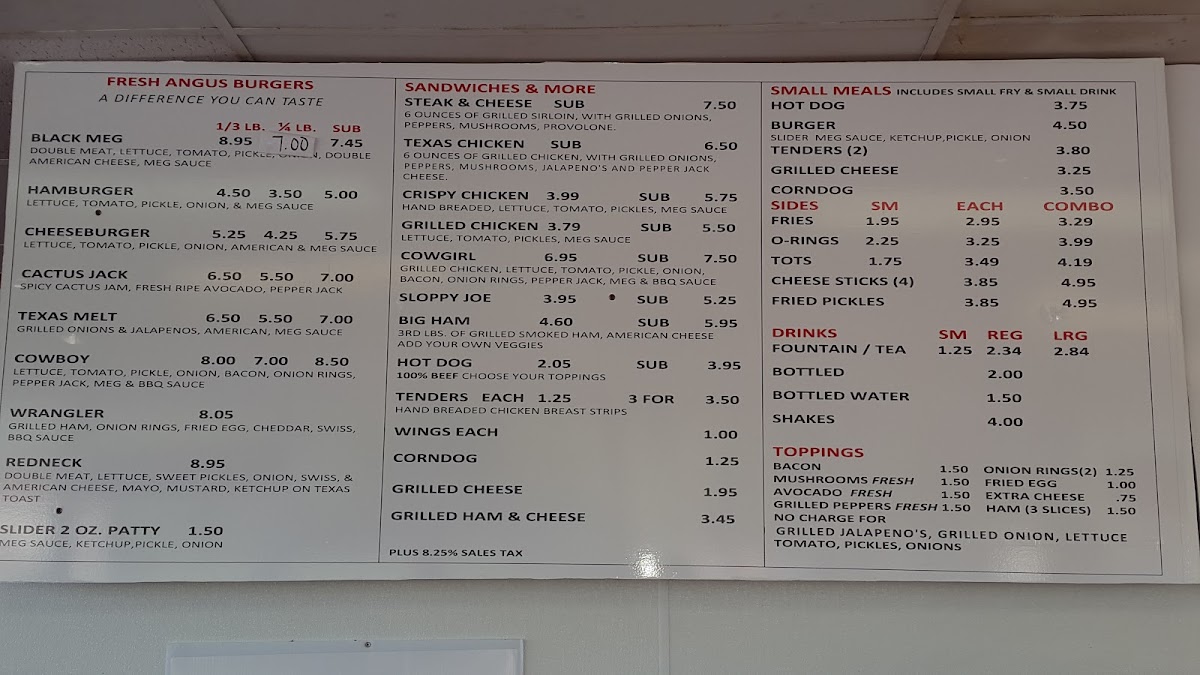 FRESH ANGUS BURGERS
A DIFFERENCE YOU CAN TASTE
1/3 LB. ¼ LB. SUB
BLACK MEG 8.95 7.00 7.45
DOUBLE MEAT, LETTUCE, TOMATO, PICKLE, DOUBLE
AMERICAN CHEESE, MEG SAUCE
HAMBURGER 4.50 3.50 5.00
LETTUCE, TOMATO, PICKLE, ONION, & MEG SAUCE
CHEESEBURGER 5.25 4.25 5.75
LETTUCE, TOMATO, PICKLE, ONION, AMERICAN & MEG SAUCE
CACTUS JACK 6.50 5.50 7.00
SPICY CACTUS JAM, FRESH RIPE AVOCADO, PEPPER JACK
TEXAS MELT 6.50 5.50 7.00
GRILLED ONIONS & JALAPENOS, AMERICAN, MEG SAUCE
COWBOY 8.00 7.00 8.50
LETTUCE, TOMATO, PICKLE, ONION, BACON, ONION RINGS,
PEPPER JACK, MEG & BBQ SAUCE
WRANGLER 8.05
GRILLED HAM, ONION RINGS, FRIED EGG, CHEDDAR, SWISS,
BBQ SAUCE
REDNECK 8.95
DOUBLE MEAT, LETTUCE, SWEET PICKLES, ONION, SWISS, &
AMERICAN CHEESE, MAYO, MUSTARD, KETCHUP ON TEXAS
TOAST
SLIDER 2 OZ. PATTY 1.50
MEG SAUCE, KETCHUP,PICKLE, ONION
SANDWICHES & MORE
STEAK & CHEESE SUB 7.50
6 OUNCES OF GRILLED SIRLOIN, WITH GRILLED ONIONS,
PEPPERS, MUSHROOMS, PROVOLONE.
TEXAS CHICKEN SUB 6.50
6 OUNCES OF GRILLED CHICKEN, WITH GRILLED ONIONS,
PEPPERS, MUSHROOMS, JALAPENO'S AND PEPPER JACK
CHEESE.
CRISPY CHICKEN 3.99 SUB 5.75
HAND BREADED, LETTUCE, TOMATO, PICKLES, MEG SAUCE
GRILLED CHICKEN 3.79 SUB 5.50
LETTUCE, TOMATO, PICKLES, MEG SAUCE
COWGIRL 6.95 SUB 7.50
GRILLED CHICKEN, LETTUCE, TOMATO, PICKLE, ONION,
BACON, ONION RINGS, PEPPER JACK, MEG & BBQ SAUCE
SLOPPY JOE 3.95 SUB 5.25
BIG HAM 4.60 SUB 5.95
3RD LBS. OF GRILLED SMOKED HAM, AMERICAN CHEESE
ADD YOUR OWN VEGGIES
HOT DOG 2.05 SUB 3.95
100% BEEF CHOOSE YOUR TOPPINGS
TENDERS EACH 1.25 3 FOR 3.50
HAND BREADED CHICKEN BREAST STRIPS
WINGS EACH 1.00
CORNDOG 1.25
GRILLED CHEESE 1.95
GRILLED HAM & CHEESE 3.45
PLUS 8.25% SALES TAX
SMALL MEALS INCLUDES SMALL FRY & SMALL DRINK
HOT DOG 3.75
BURGER 4.50
SLIDER MEG SAUCE, KETCHUP,PICKLE, ONION
TENDERS (2) 3.80
GRILLED CHEESE 3.25
CORNDOG 3.50
SIDES SM EACH COMBO
FRIES 1.95 2.95 3.29
O-RINGS 2.25 3.25 3.99
TOTS 1.75 3.49 4.19
CHEESE STICKS (4) 3.85 4.95
FRIED PICKLES 3.85 4.95
DRINKS SM REG LRG
FOUNTAIN / TEA 1.25 2.34 2.84
BOTTLED 2.00
BOTTLED WATER 1.50
SHAKES 4.00
TOPPINGS
BACON 1.50 ONION RINGS(2) 1.25
MUSHROOMS FRESH 1.50 FRIED EGG 1.00
AVOCADO FRESH 1.50 EXTRA CHEESE .75
GRILLED PEPPERS FRESH 1.50 HAM (3 SLICES) 1.50
NO CHARGE FOR
GRILLED JALAPENO'S, GRILLED ONION, LETTUCE
TOMATO, PICKLES, ONIONS